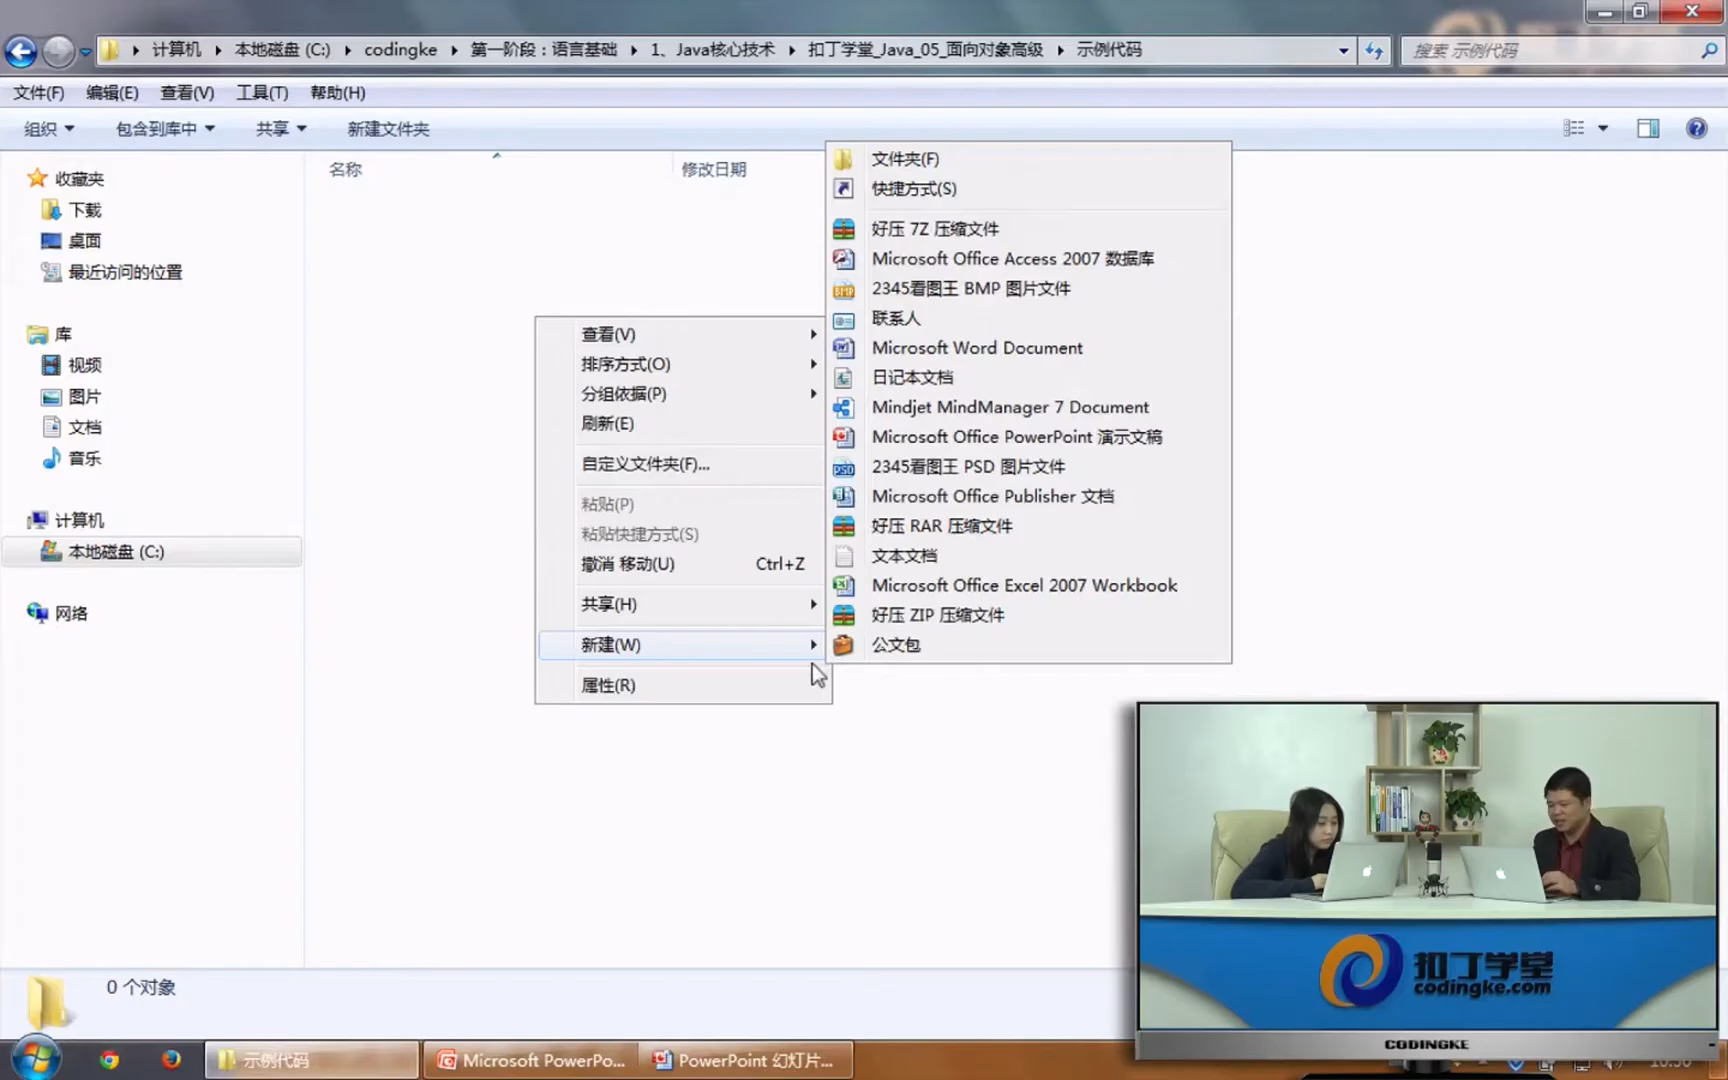 计算机 本地磁盘 (C:) codingke 第一阶段：语言基础 1、Java核心技术 扣丁学堂_Java_05_面向对象高级 示例代码
搜索 示例代码
文件(F) 编辑(E) 查看(V) 工具(T) 帮助(H)
组织 包含到库中 共享 新建文件夹
收藏夹
下载
桌面
最近访问的位置
库
视频
图片
文档
音乐
计算机
本地磁盘 (C:)
网络
名称 修改日期
查看(V)
排序方式(O)
分组依据(P)
刷新(E)
自定义文件夹(F)...
粘贴(P)
粘贴快捷方式(S)
撤消 移动(U) Ctrl+Z
共享(H)
新建(W)
属性(R)
文件夹(F)
快捷方式(S)
好压 7Z 压缩文件
Microsoft Office Access 2007 数据库
BMP 2345看图王 BMP 图片文件
联系人
Microsoft Word Document
日记本文档
Mindjet MindManager 7 Document
Microsoft Office PowerPoint 演示文稿
PSD 2345看图王 PSD 图片文件
Microsoft Office Publisher 文档
好压 RAR 压缩文件
文本文档
Microsoft Office Excel 2007 Workbook
好压 ZIP 压缩文件
公文包
扣丁学堂
codingke.com
CODINGKE
0 个对象
示例代码 Microsoft PowerPo... PowerPoint 幻灯片...